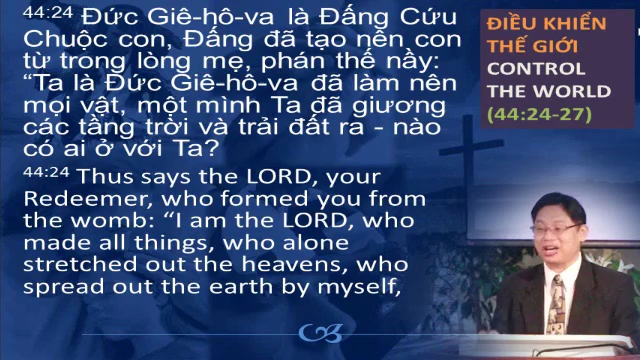 44:24 Đức Giê-hô-va là Đấng Cứu
Chuộc con, Đấng đã tạo nên con
từ trong lòng mẹ, phán thế nầy:
“Ta là Đức Giê-hô-va đã làm nên
mọi vật, một mình Ta đã giương
các tầng trời và trải đất ra - nào
có ai ở với Ta?
44:24 Thus says the LORD, your
Redeemer, who formed you from
the womb: “I am the LORD, who
made all things, who alone
stretched out the heavens, who
spread out the earth by myself,
ĐIỀU KHIỂN
THẾ GIỚI
CONTROL
THE WORLD
(44:24-27)